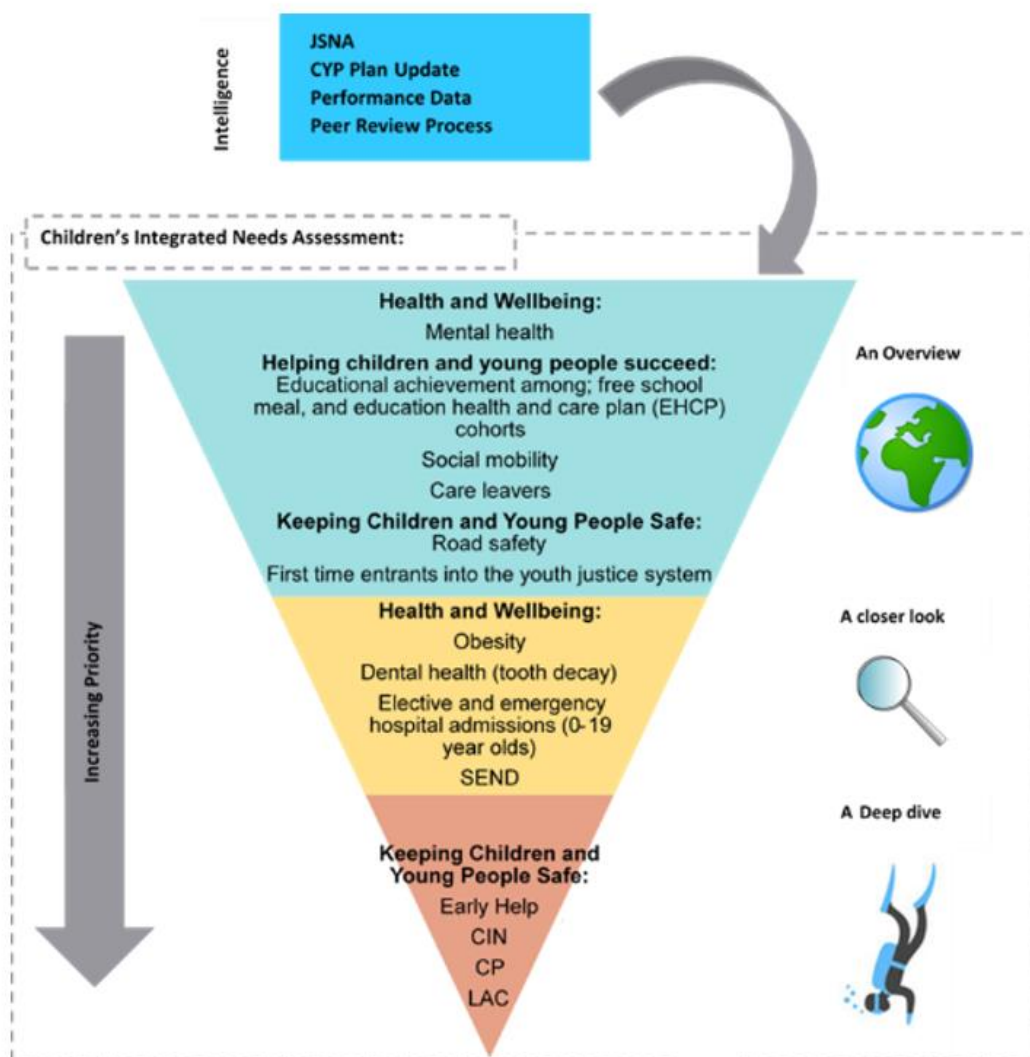 Intelligence
JSNA
CYP Plan Update
Performance Data
Peer Review Process
Children's Integrated Needs Assessment:
Increasing Priority
Health and Wellbeing:
Mental health
Helping children and young people succeed:
Educational achievement among; free school
meal, and education health and care plan (EHCP)
cohorts
Social mobility
Care leavers
Keeping Children and Young People Safe:
Road safety
First time entrants into the youth justice system
An Overview
Health and Wellbeing:
Obesity
Dental health (tooth decay)
Elective and emergency
hospital admissions (0-19
year olds)
SEND
A closer look
Keeping Children and
Young People Safe:
Early Help
CIN
CP
LAC
A Deep dive